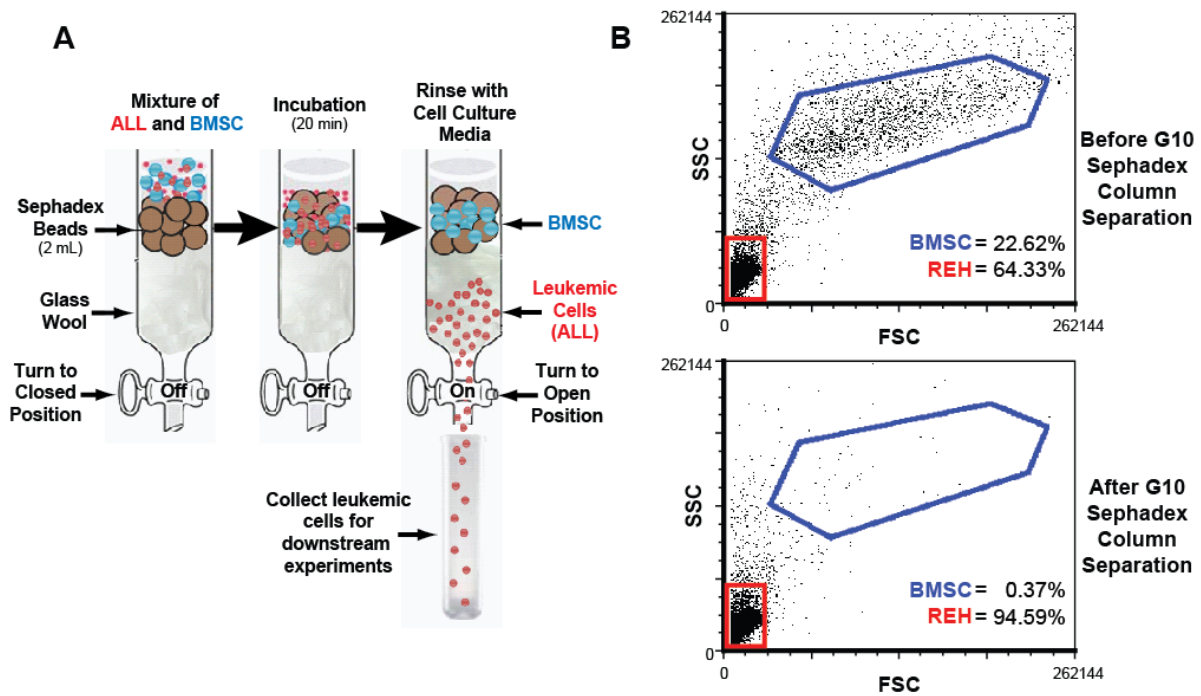 A
Mixture of
ALL and BMSC
Incubation
(20 min)
Rinse with
Cell Culture
Media
Sephadex
Beads
(2 mL)
BMSC
Glass
Wool
Leukemic
Cells
(ALL)
Turn to
Closed
Position
Off
Off
On
Turn to
Open
Position
Collect leukemic
cells for
downstream
experiments
B
262144
SSC
BMSC = 22.62%
REH = 64.33%
0
0
262144
FSC
Before G10
Sephadex
Column
Separation
262144
SSC
BMSC = 0.37%
REH = 94.59%
0
0
262144
FSC
After G10
Sephadex
Column
Separation